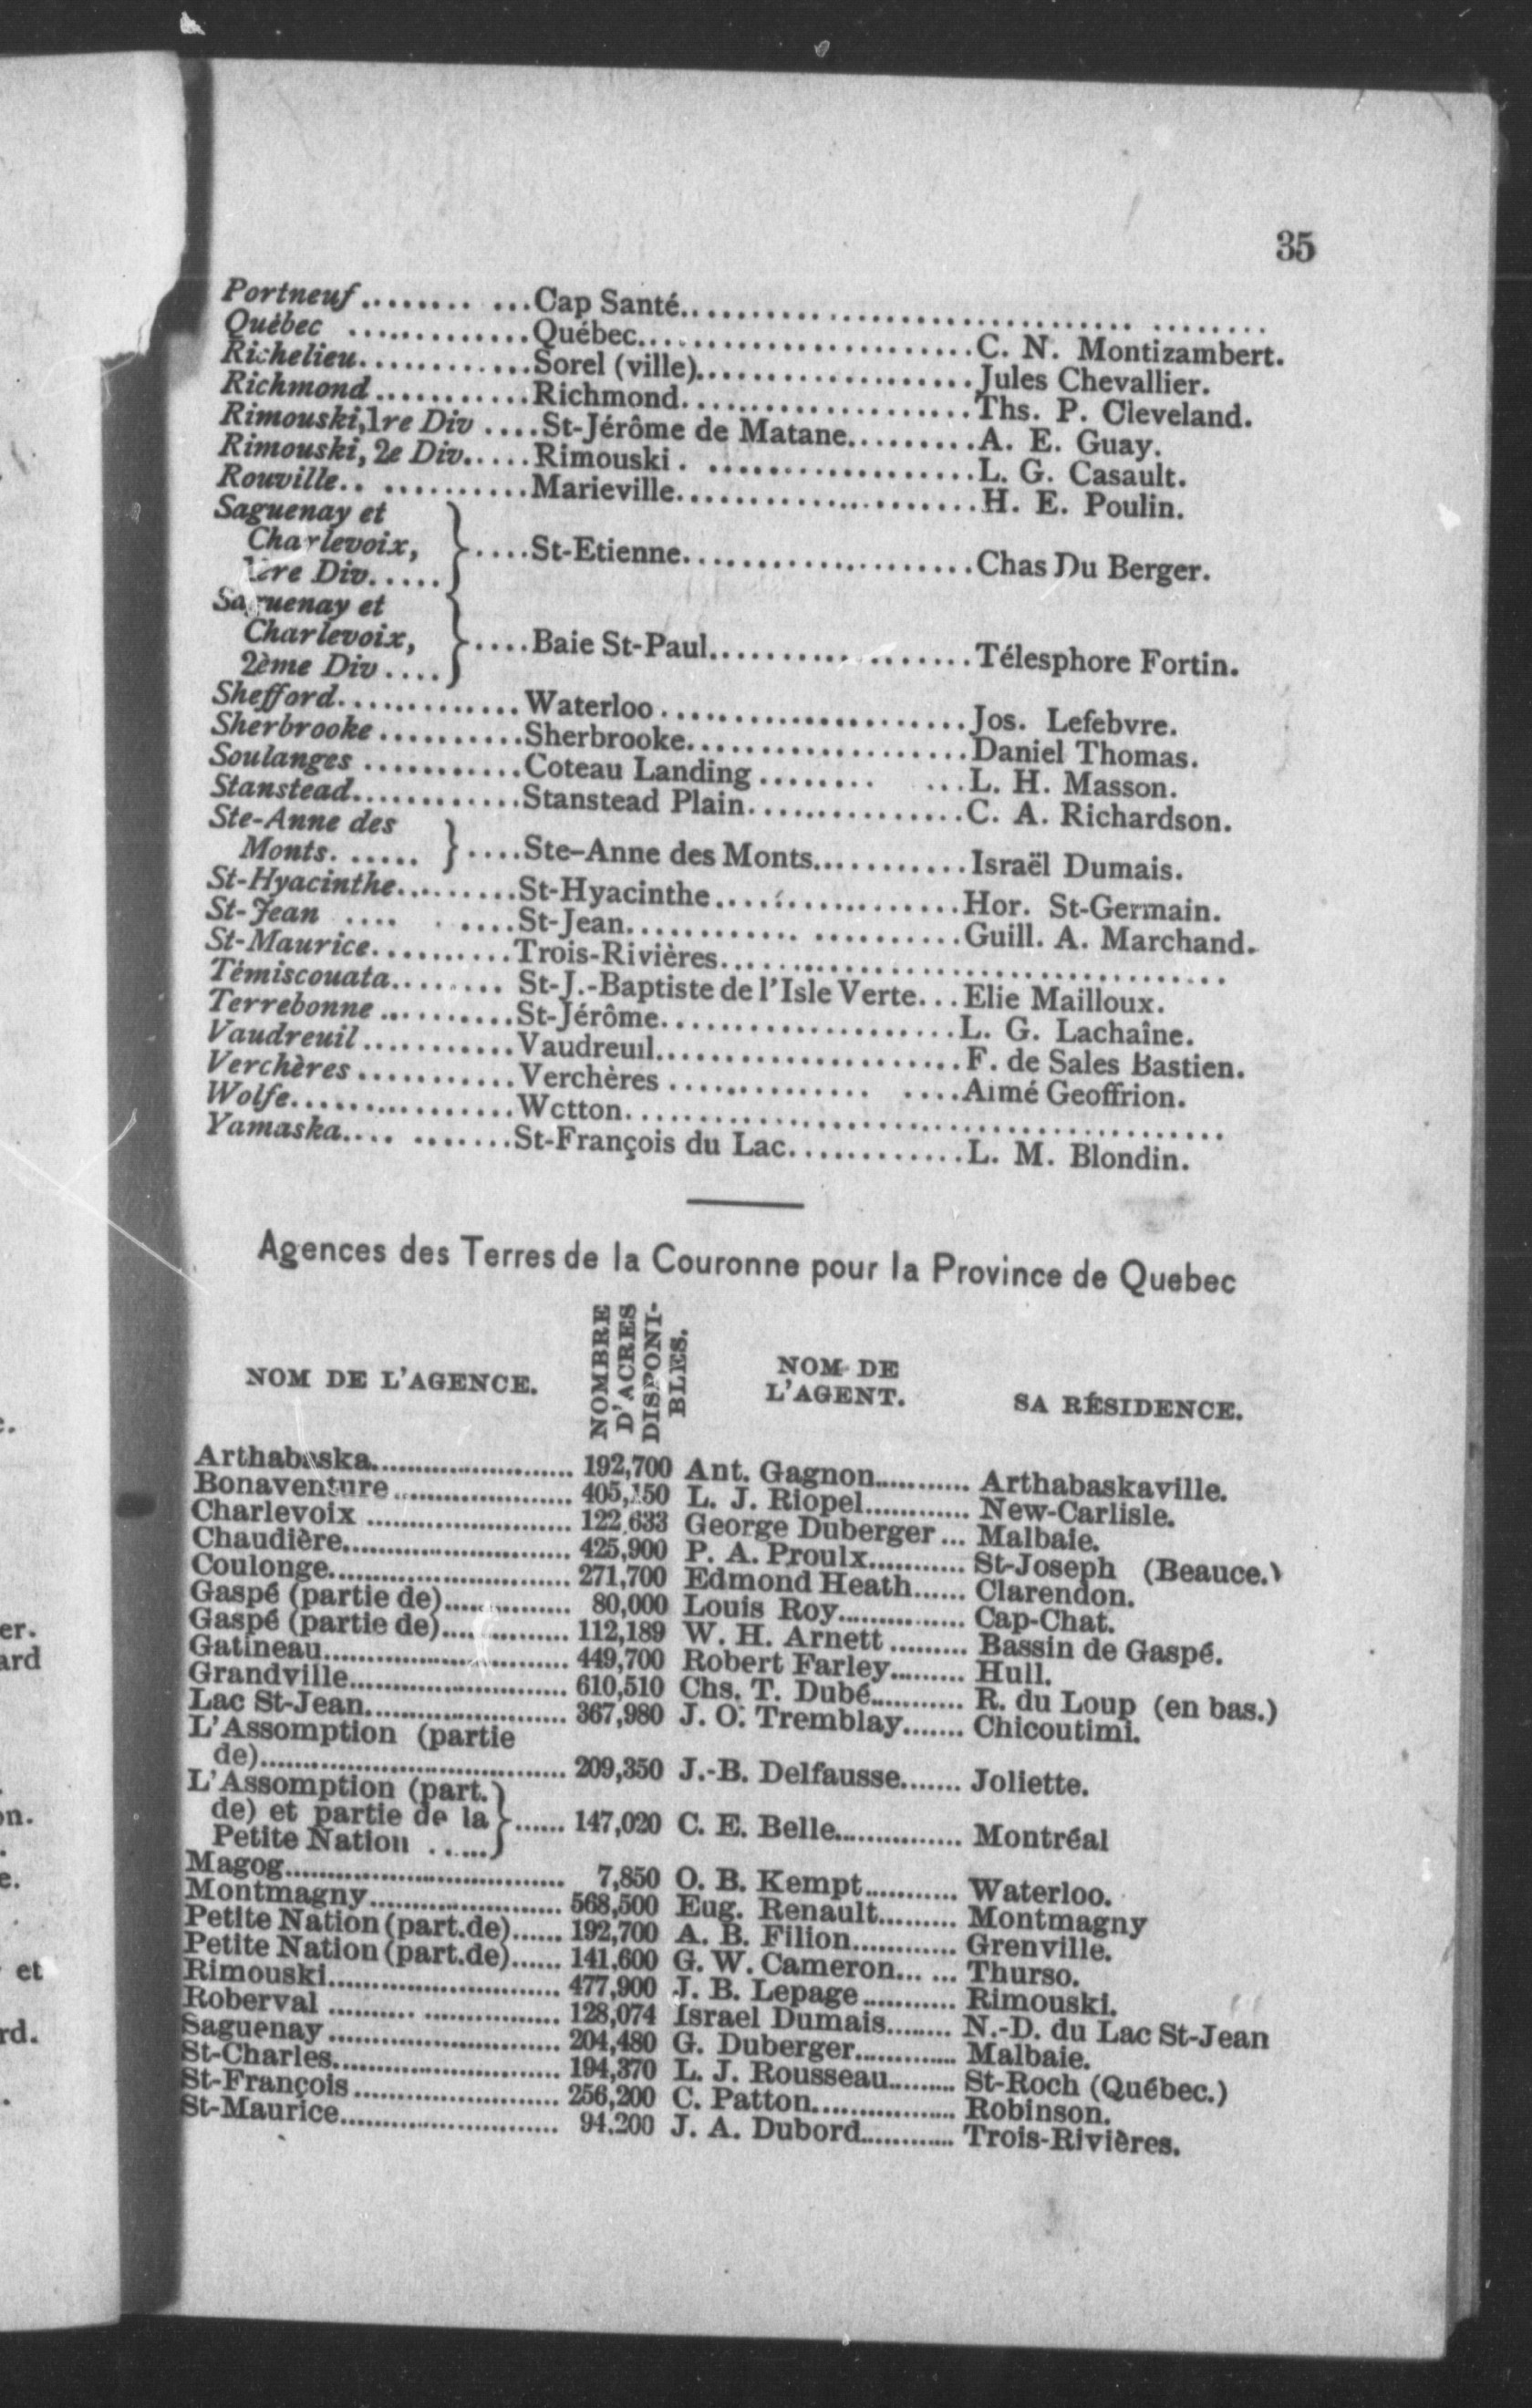 35
Portneuf........ ...Cap Santé.................................. ........
Québec .............Québec.........................C. N. Montizambert.
Richelieu.............Sorel (ville)....................Jules Chevallier.
Richmond...........Richmond.....................Ths. P. Cleveland.
Rimouski, 1re Div ....St-Jérôme de Matane.........A. E. Guay.
Rimouski, 2e Div.....Rimouski. ...................L. G. Casault.
Rouville.. ..........Marieville......................H. E. Poulin.
Saguenay et
Charlevoix, }....St-Etienne.....................Chas Du Berger.
1ère Div.....
Saguenay et
Charlevoix, }....Baie St-Paul...................Télesphore Fortin.
2ème Div....
Shefford.............Waterloo......................Jos. Lefebvre.
Sherbrooke..........Sherbrooke....................Daniel Thomas.
Soulanges...........Coteau Landing........ ...L. H. Masson.
Stanstead............Stanstead Plain................C. A. Richardson.
Ste-Anne des
Monts. ..... }....Ste-Anne des Monts...........Israël Dumais.
St-Hyacinthe.........St-Hyacinthe..................Hor. St-Germain.
St-Jean .... ....St-Jean............ ..........Guill. A. Marchand.
St-Maurice..........Trois-Rivières.....................................
Témiscouata........ St-J.-Baptiste de l'Isle Verte...Elie Mailloux.
Terrebonne..........St-Jérôme.....................L. G. Lachaîne.
Vaudreuil...........Vaudreuil......................F. de Sales Bastien.
Verchères...........Verchères.............. ....Aimé Geoffrion.
Wolfe................Wotton...........................................
Yamaska.... .......St-François du Lac.............L. M. Blondin.
Agences des Terres de la Couronne pour la Province de Quebec
NOM DE L'AGENCE. NOMBRE D'ACRES DISPONI-BLES. NOM DE L'AGENT. SA RÉSIDENCE.
Arthabaska........................ 192,700 Ant. Gagnon............ Arthabaskaville.
Bonaventure...................... 405,150 L. J. Riopel............. New-Carlisle.
Charlevoix ......................... 122,633 George Duberger... Malbaie.
Chaudière........................... 425,900 P. A. Proulx............ St-Joseph (Beauce.)
Coulonge............................. 271,700 Edmond Heath...... Clarendon.
Gaspé (partie de)................ 80,000 Louis Roy................ Cap-Chat.
Gaspé (partie de)................ 112,189 W. H. Arnett.......... Bassin de Gaspé.
Gatineau.............................. 449,700 Robert Farley......... Hull.
Grandville........................... 610,510 Chs. T. Dubé........... R. du Loup (en bas.)
Lac St-Jean......................... 367,980 J. O. Tremblay....... Chicoutimi.
L'Assomption (partie
de)...................................... 209,350 J.-B. Delfausse....... Joliette.
L'Assomption (part.
de) et partie de la }...... 147,020 C. E. Belle................ Montréal
Petite Nation ......
Magog.................................. 7,850 O. B. Kempt........... Waterloo.
Montmagny....................... 568,500 Eug. Renault.......... Montmagny
Petite Nation (part.de)...... 192,700 A. B. Filion............. Grenville.
Petite Nation (part.de)...... 141,600 G. W. Cameron... ... Thurso.
Rimouski............................ 477,900 J. B. Lepage............ Rimouski.
Roberval .......... ................. 128,074 Israel Dumais........ N.-D. du Lac St-Jean
Saguenay............................ 204,480 G. Duberger............. Malbaie.
St-Charles............................ 194,370 L. J. Rousseau......... St-Roch (Québec.)
St-François......................... 256,200 C. Patton.................. Robinson.
St-Maurice........................... 94,200 J. A. Dubord............ Trois-Rivières.
er.
ard
on.
e.
et
rd.